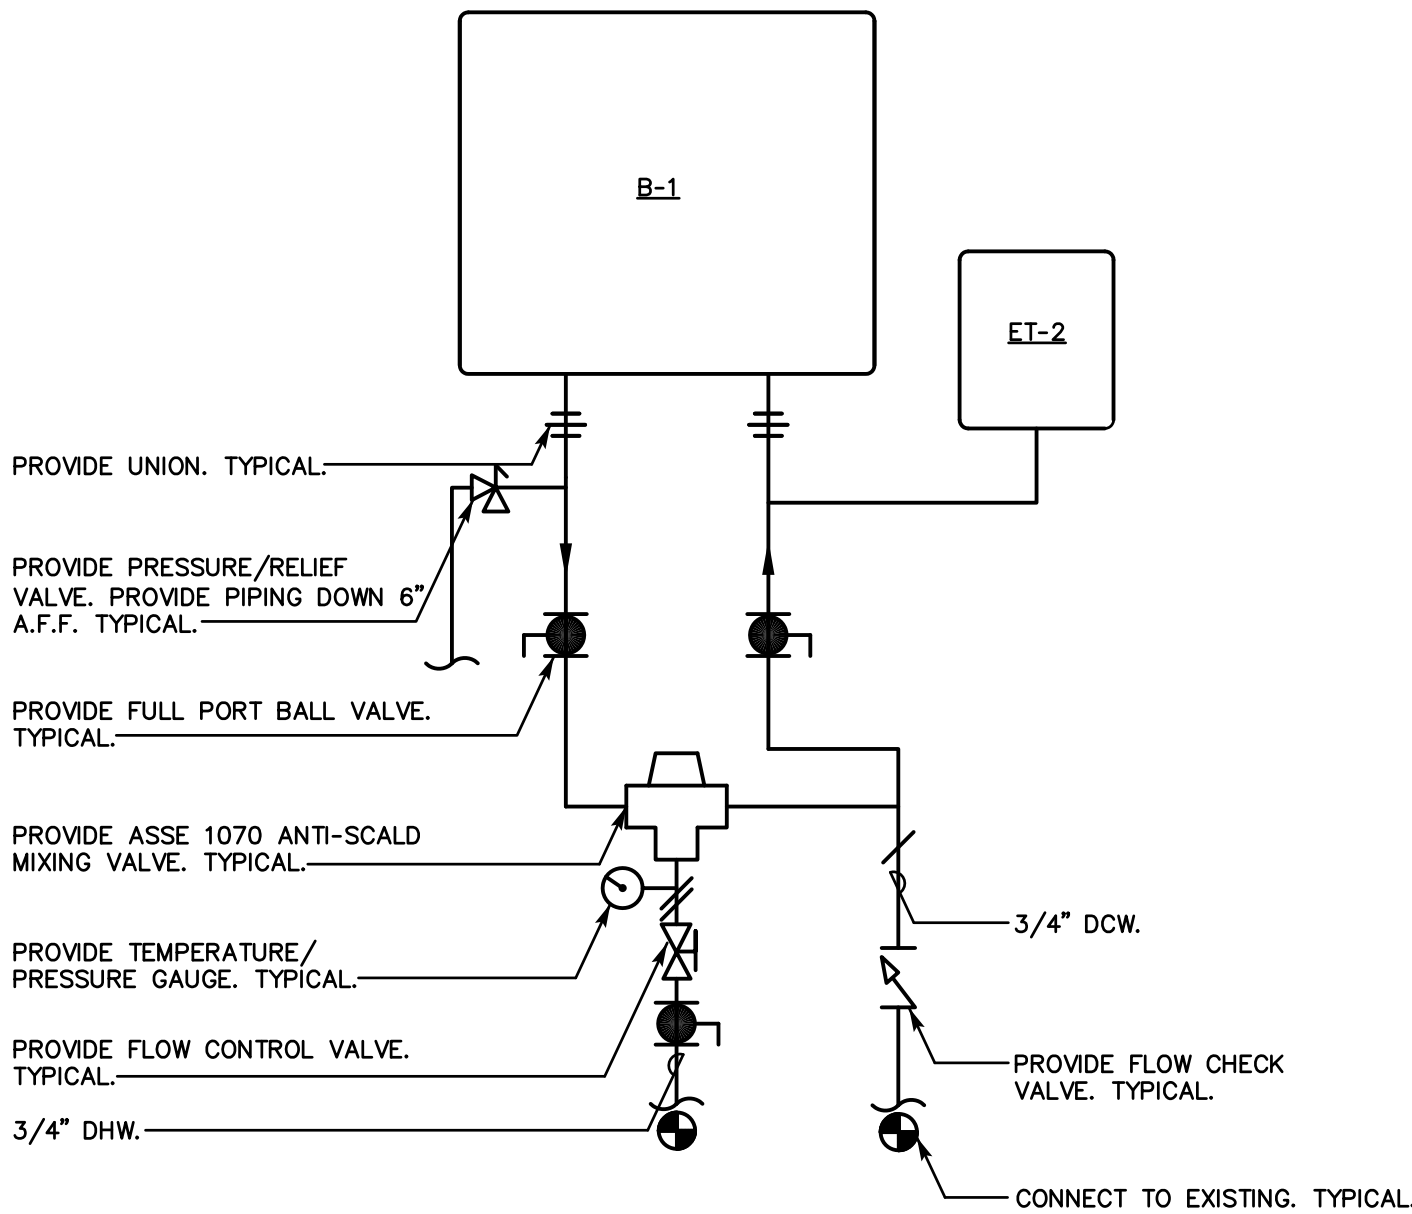 B-1
ET-2
PROVIDE UNION. TYPICAL.
PROVIDE PRESSURE/RELIEF
VALVE. PROVIDE PIPING DOWN 6"
A.F.F. TYPICAL.
PROVIDE FULL PORT BALL VALVE.
TYPICAL.
PROVIDE ASSE 1070 ANTI-SCALD
MIXING VALVE. TYPICAL.
3/4" DCW.
PROVIDE TEMPERATURE/
PRESSURE GAUGE. TYPICAL.
PROVIDE FLOW CONTROL VALVE.
TYPICAL.
PROVIDE FLOW CHECK
VALVE. TYPICAL.
3/4" DHW.
CONNECT TO EXISTING. TYPICAL.